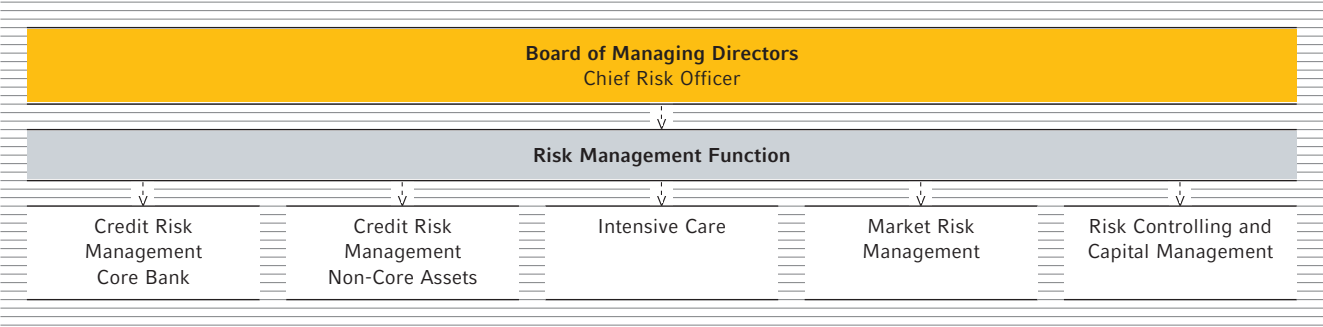 Board of Managing Directors
Chief Risk Officer
Risk Management Function
Credit Risk
Management
Core Bank
Credit Risk
Management
Non-Core Assets
Intensive Care
Market Risk
Management
Risk Controlling and
Capital Management